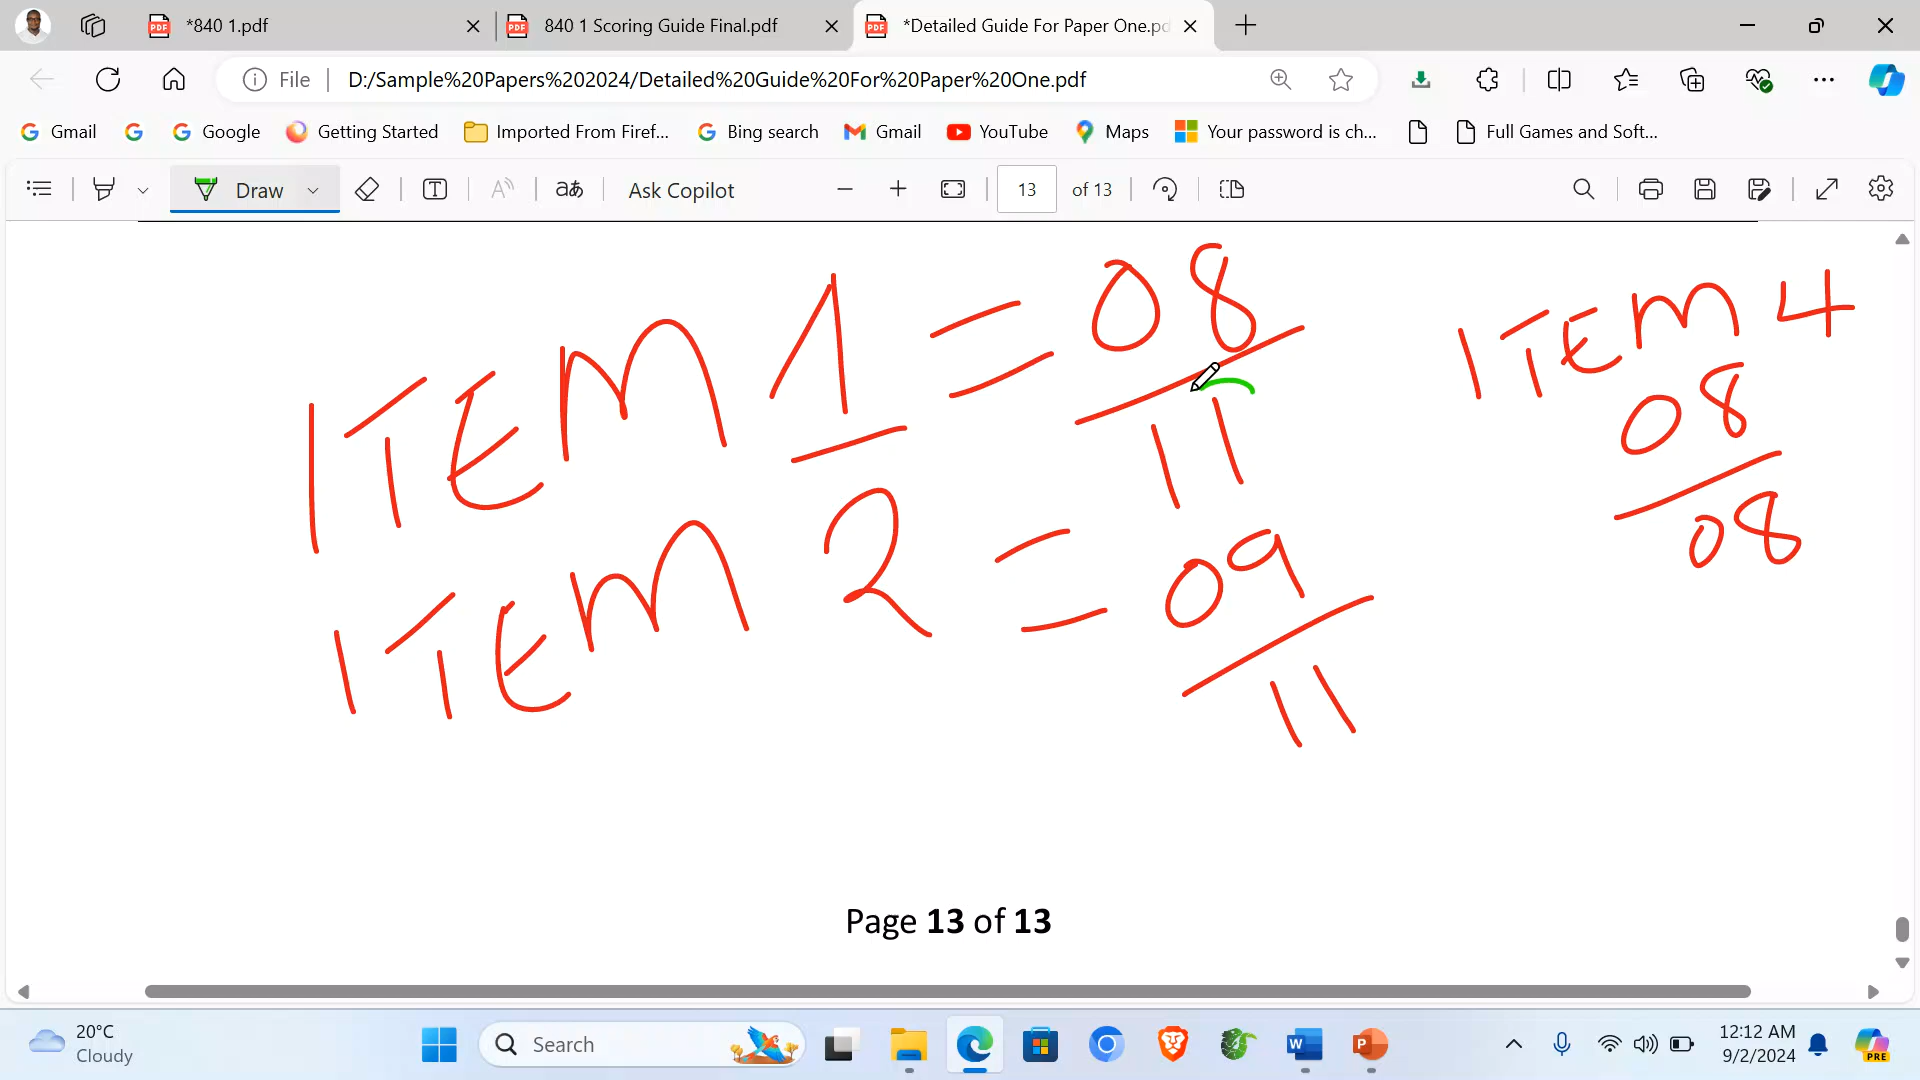 *840 1.pdf
840 1 Scoring Guide Final.pdf
*Detailed Guide For Paper One.pd
File
D:/Sample%20Papers%202024/Detailed%20Guide%20For%20Paper%20One.pdf
Gmail
Google
Getting Started
Imported From Firef...
Bing search
Gmail
YouTube
Maps
Your password is ch...
Full Games and Soft...
Draw
Ask Copilot
13 of 13
ITEM 1 = 08
11
ITEM 2 = 09
11
ITEM 4
08
08
Page 13 of 13
20°C
Cloudy
Search
12:12 AM
9/2/2024
PRE